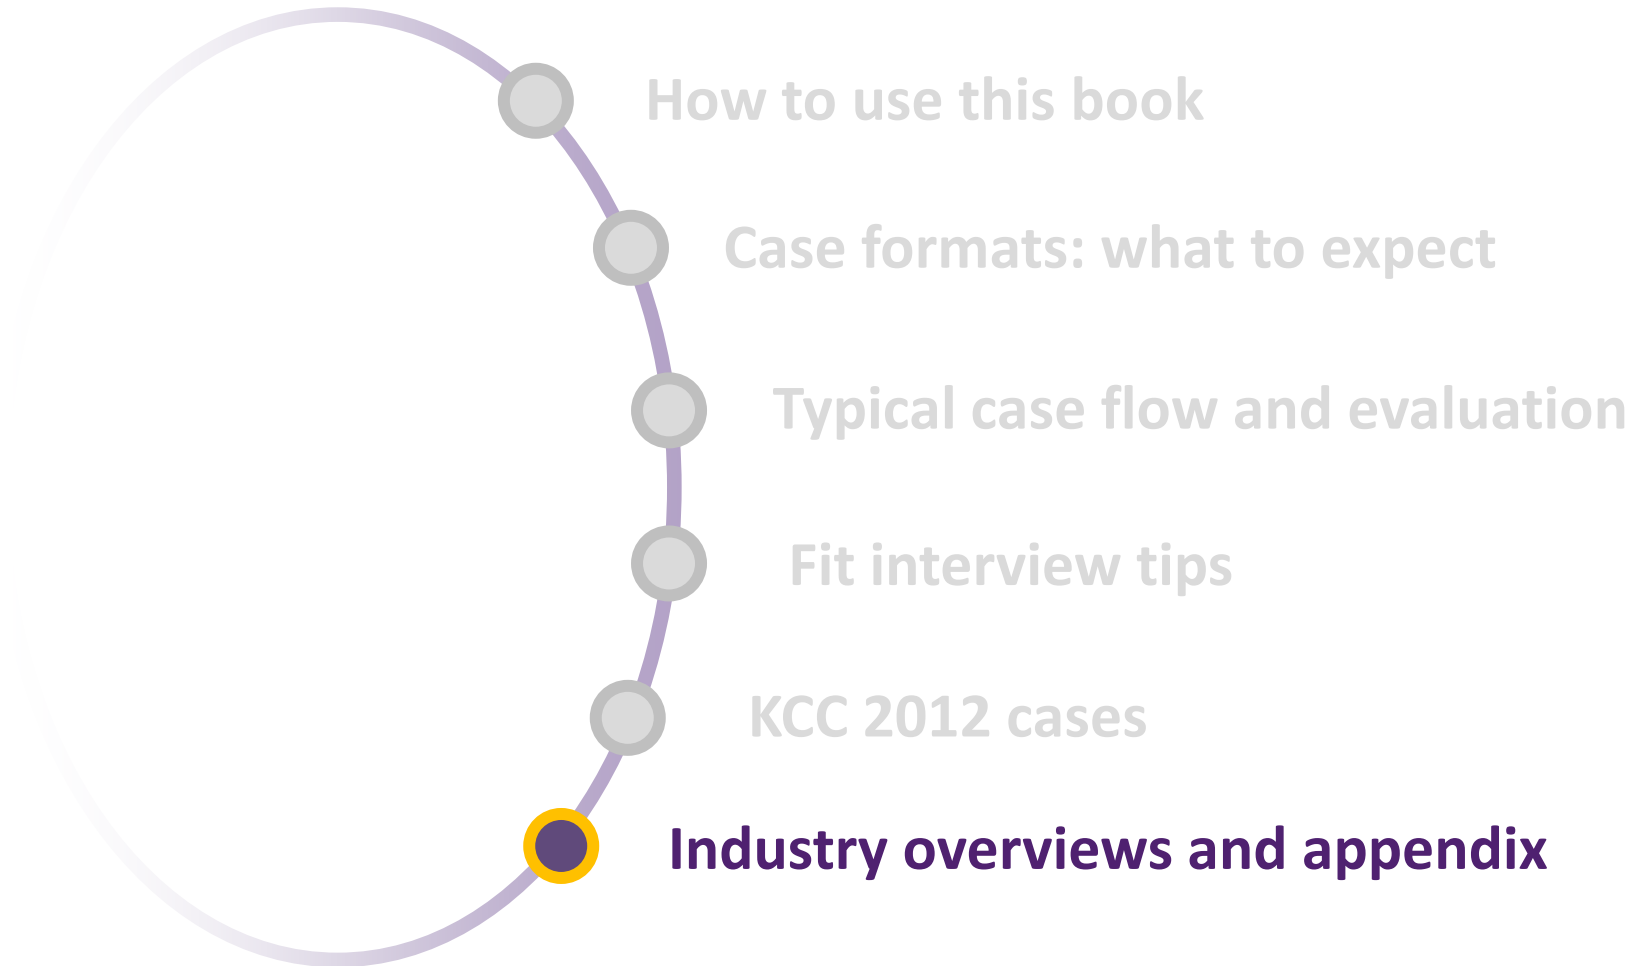 How to use this book
Case formats: what to expect
Typical case flow and evaluation
Fit interview tips
KCC 2012 cases
Industry overviews and appendix